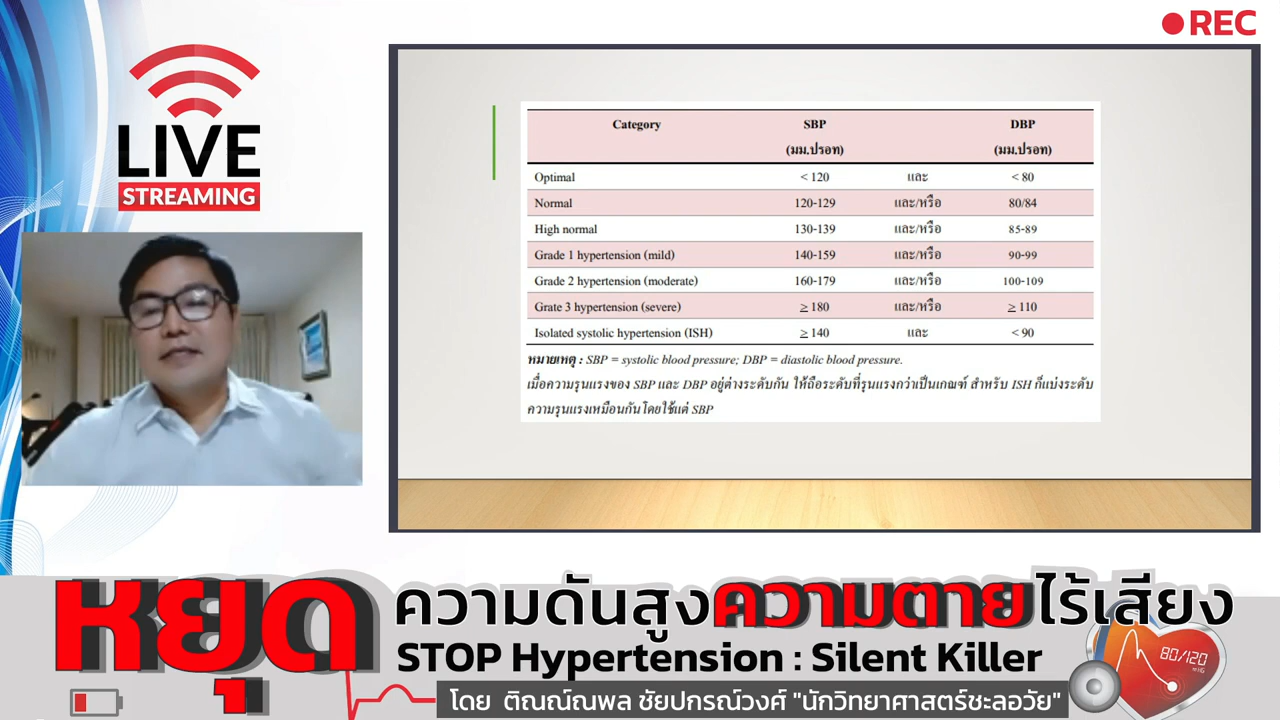 REC
LIVE
STREAMING
Category SBP DBP
(มม.ปรอท) (มม.ปรอท)
Optimal < 120 และ < 80
Normal 120-129 และ/หรือ 80/84
High normal 130-139 และ/หรือ 85-89
Grade 1 hypertension (mild) 140-159 และ/หรือ 90-99
Grade 2 hypertension (moderate) 160-179 และ/หรือ 100-109
Grate 3 hypertension (severe) ≥ 180 และ/หรือ ≥ 110
Isolated systolic hypertension (ISH) ≥ 140 และ < 90
หมายเหตุ : SBP = systolic blood pressure; DBP = diastolic blood pressure.
เมื่อความรุนแรงของ SBP และ DBP อยู่ต่างระดับกัน ให้ถือระดับที่รุนแรงกว่าเป็นเกณฑ์ สำหรับ ISH ก็แบ่งระดับ
ความรุนแรงเหมือนกันโดยใช้แต่ SBP
หยุด ความดันสูงความตายไร้เสียง
STOP Hypertension : Silent Killer
80/120
โดย ติณณ์ณพล ชัยปกรณ์วงศ์ "นักวิทยาศาสตร์ชะลอวัย"